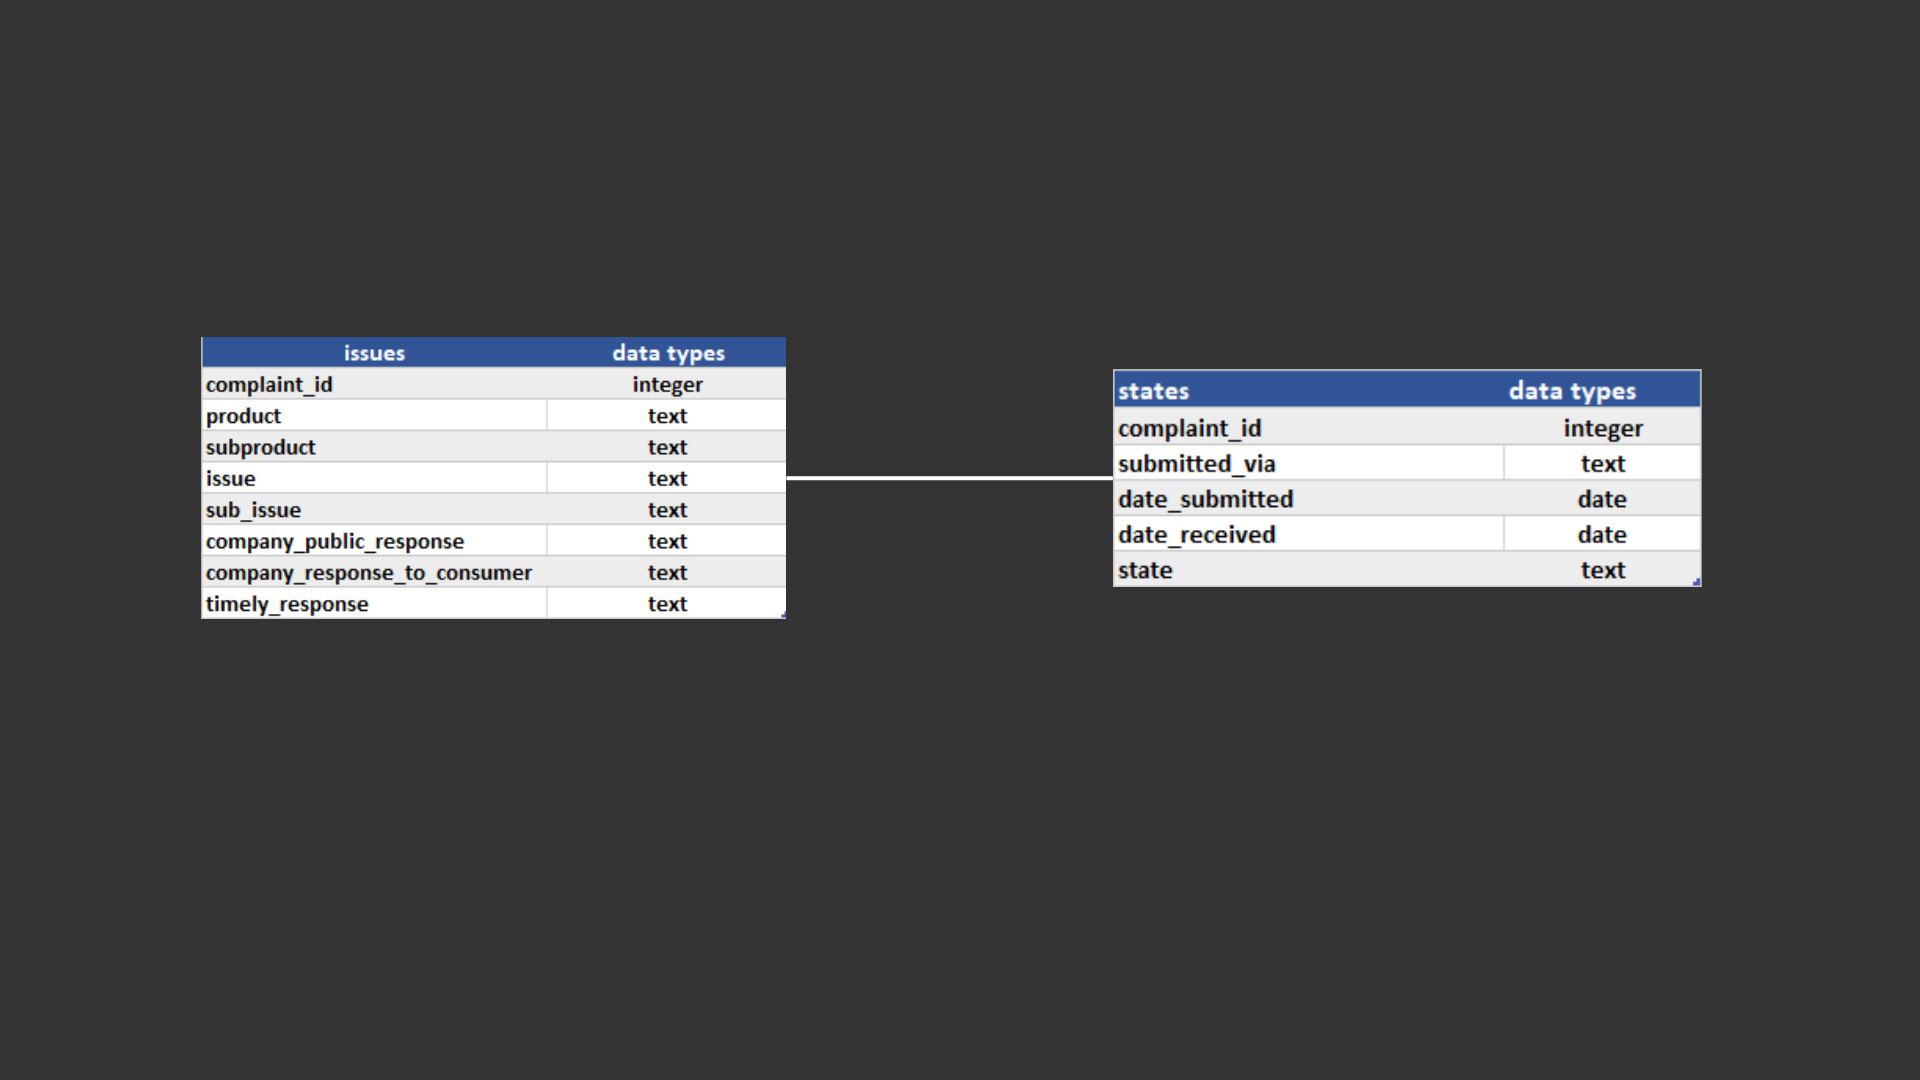 issues data types
complaint_id integer
product text
subproduct text
issue text
sub_issue text
company_public_response text
company_response_to_consumer text
timely_response text
states data types
complaint_id integer
submitted_via text
date_submitted date
date_received date
state text